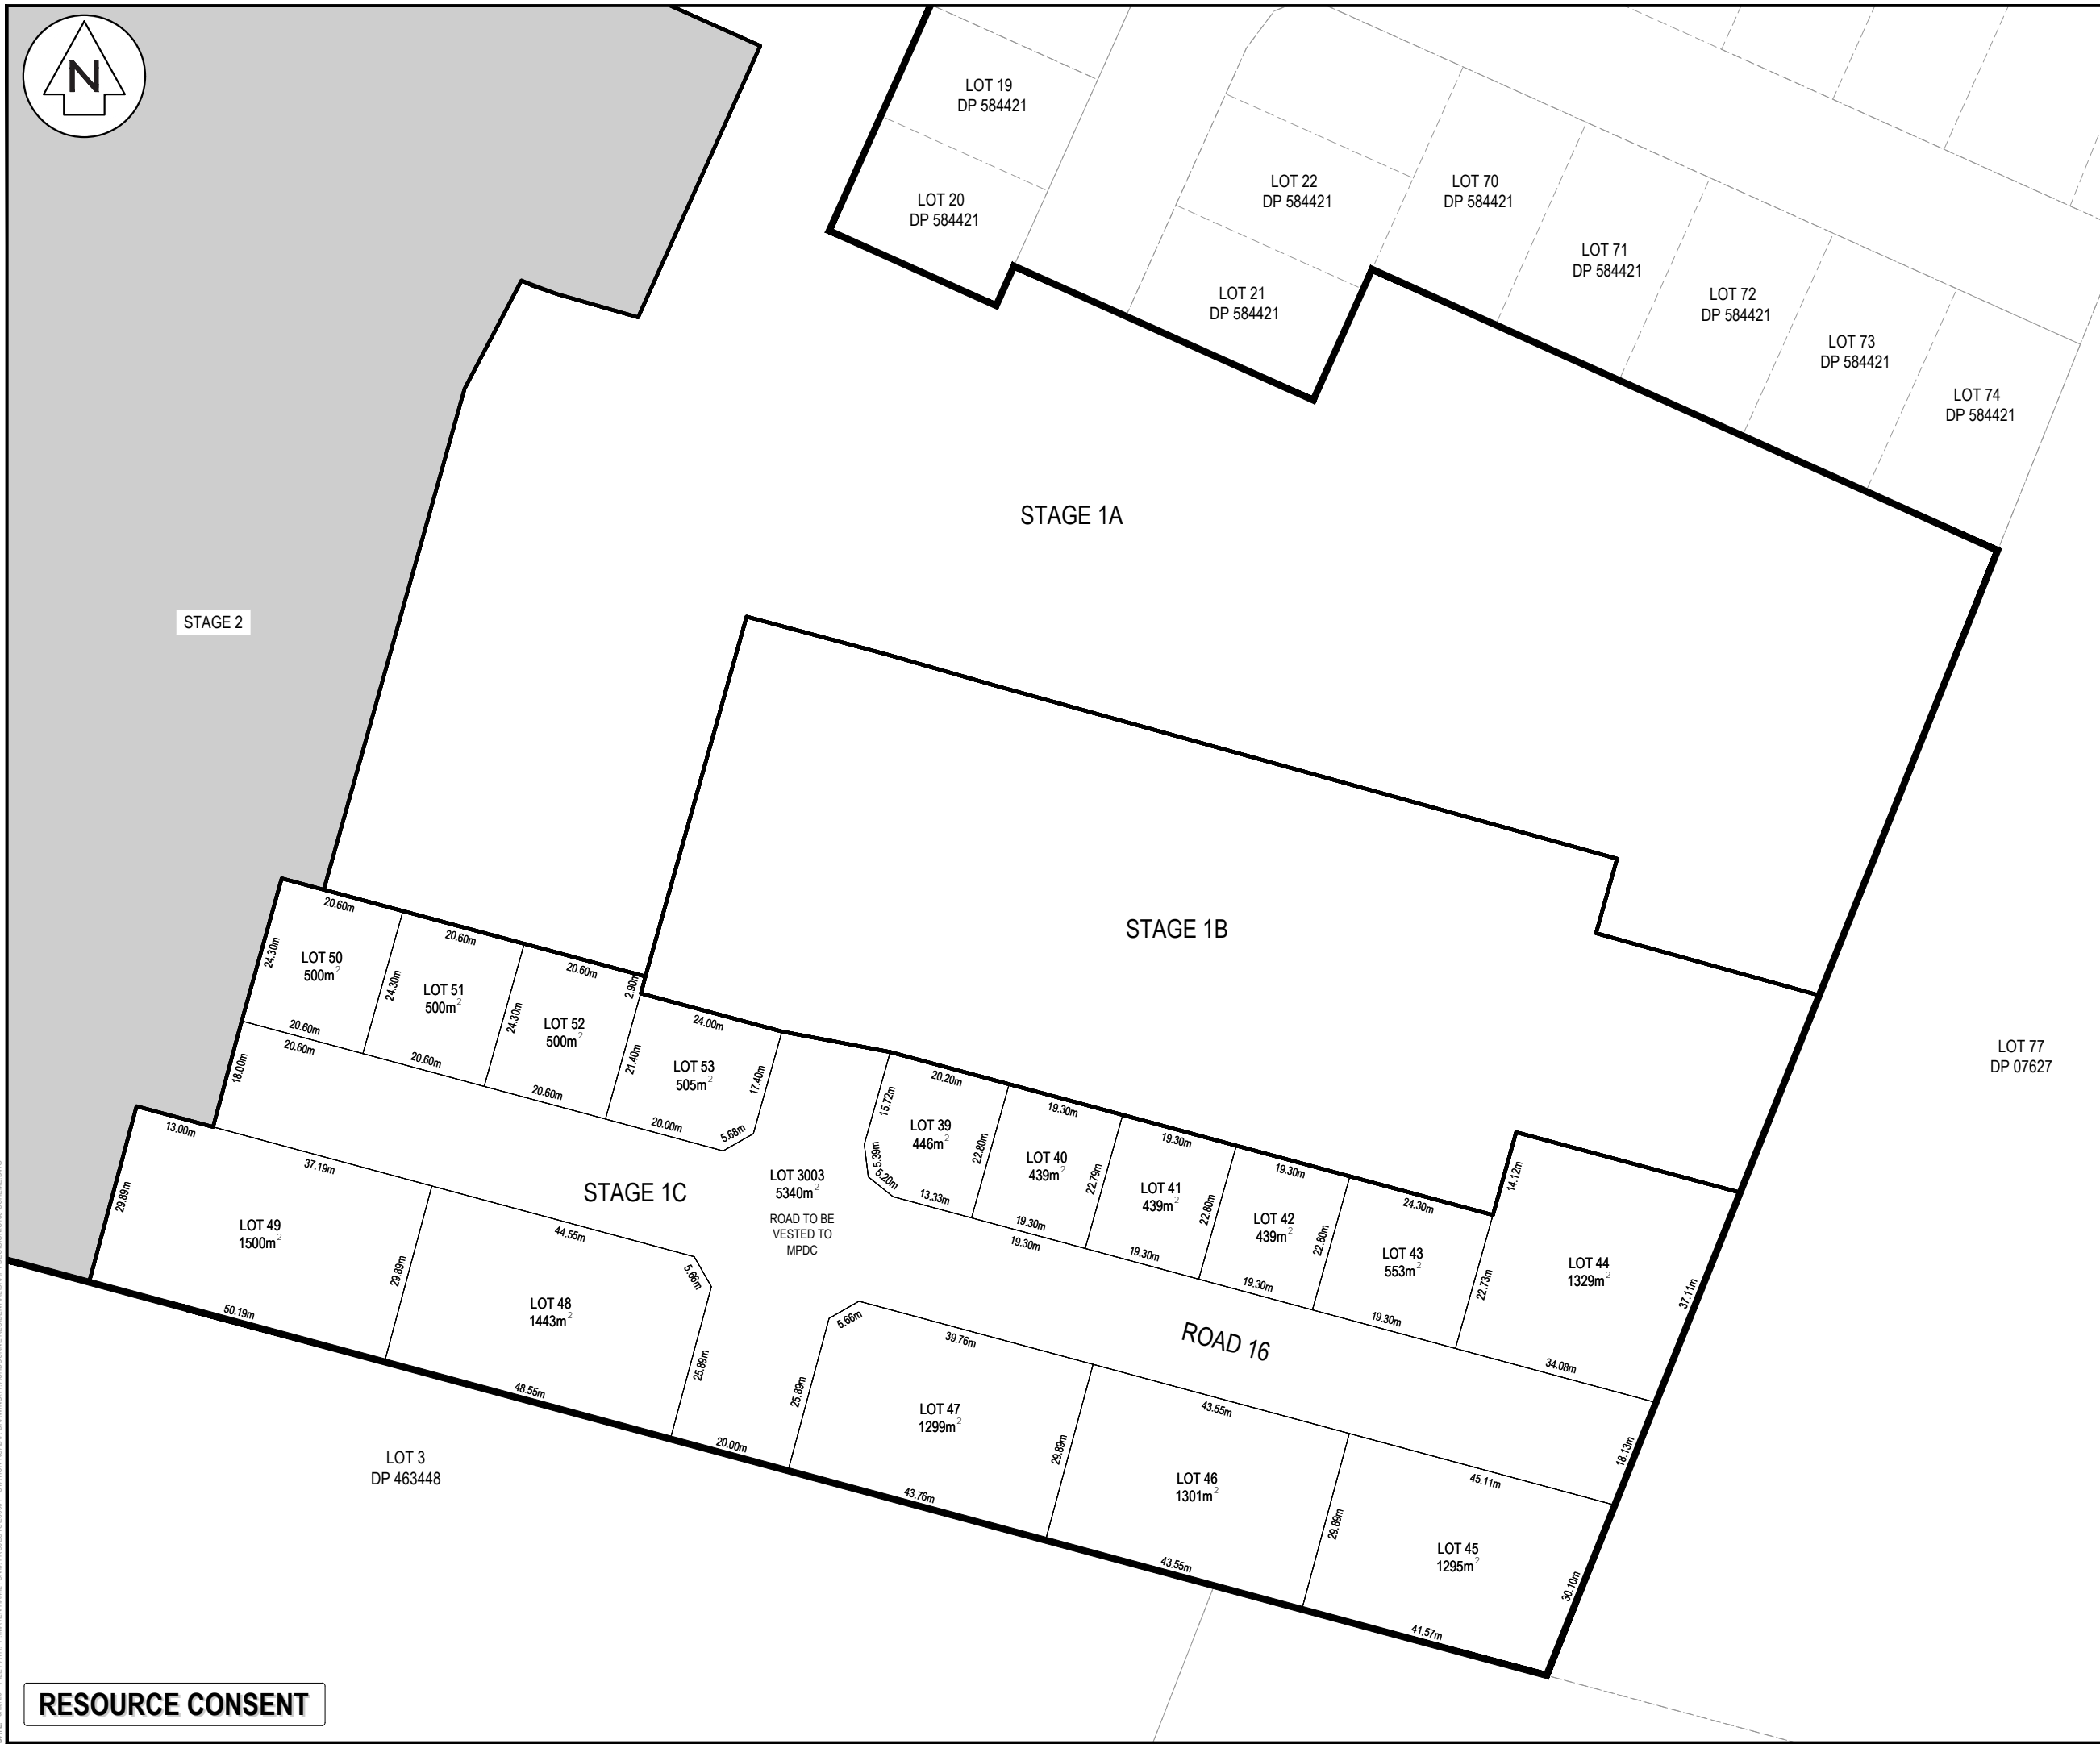 N
LOT 19
DP 584421
LOT 20
DP 584421
LOT 22
DP 584421
LOT 21
DP 584421
LOT 70
DP 584421
LOT 71
DP 584421
LOT 72
DP 584421
LOT 73
DP 584421
LOT 74
DP 584421
STAGE 1A
STAGE 2
STAGE 1B
LOT 77
DP 07627
20.60m
20.60m
20.60m
2.90m
24.30m
LOT 50
500m²
24.30m
LOT 51
500m²
24.30m
LOT 52
500m²
21.40m
24.00m
LOT 53
505m²
17.40m
20.60m
20.60m
20.60m
20.60m
20.00m
5.68m
18.00m
13.00m
37.19m
29.89m
LOT 49
1500m²
50.19m
29.89m
STAGE 1C
44.55m
5.66m
LOT 48
1443m²
25.89m
48.55m
LOT 3003
5340m²
ROAD TO BE
VESTED TO
MPDC
20.00m
20.20m
15.72m
LOT 39
446m²
5.39m
5.20m
13.33m
22.80m
19.30m
LOT 40
439m²
19.30m
19.30m
22.79m
19.30m
LOT 41
439m²
19.30m
22.80m
19.30m
LOT 42
439m²
19.30m
22.80m
24.30m
LOT 43
553m²
19.30m
22.73m
14.12m
LOT 44
1329m²
37.11m
34.08m
ROAD 16
18.13m
5.66m
39.76m
25.89m
LOT 47
1299m²
43.76m
29.89m
43.55m
LOT 46
1301m²
43.55m
29.89m
45.11m
LOT 45
1295m²
30.10m
41.57m
LOT 3
DP 463448
RESOURCE CONSENT